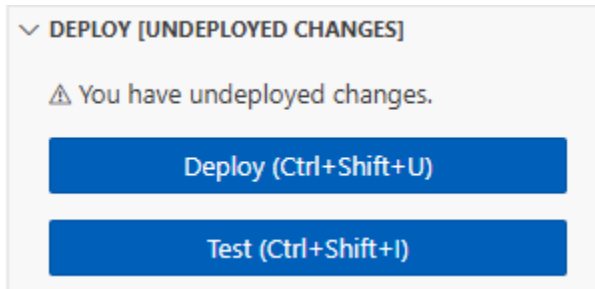 DEPLOY [UNDEPLOYED CHANGES]
You have undeployed changes.
Deploy (Ctrl+Shift+U)
Test (Ctrl+Shift+I)